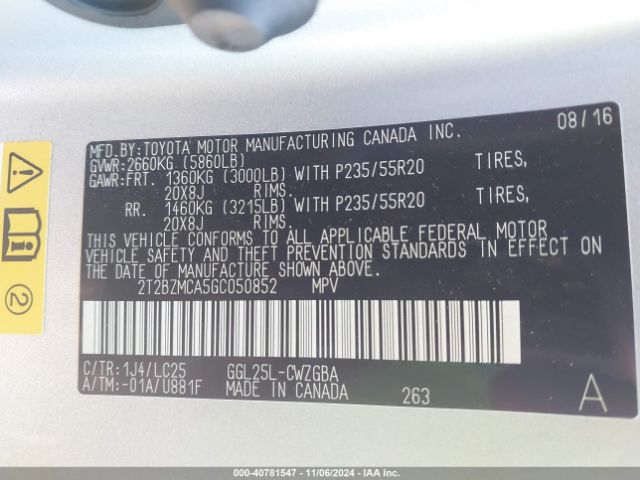 08/16
MFD.BY:TOYOTA MOTOR MANUFACTURING CANADA INC.
GVWR:2660KG (5860LB)
GAWR:FRT. 1360KG (3000LB) WITH P235/55R20 TIRES,
20X8J RIMS.
RR. 1460KG (3215LB) WITH P235/55R20 TIRES,
20X8J RIMS.
THIS VEHICLE CONFORMS TO ALL APPLICABLE FEDERAL MOTOR
VEHICLE SAFETY AND THEFT PREVENTION STANDARDS IN EFFECT ON
THE DATE OF MANUFACTURE SHOWN ABOVE.
2T2BZMCA5GC050852 MPV
C/TR:1J4/LC25 GGL25L-CWZGBA
A/TM:-01A/U881F MADE IN CANADA 263 A
2
000-40781547 - 11/06/2024 - IAA Inc.